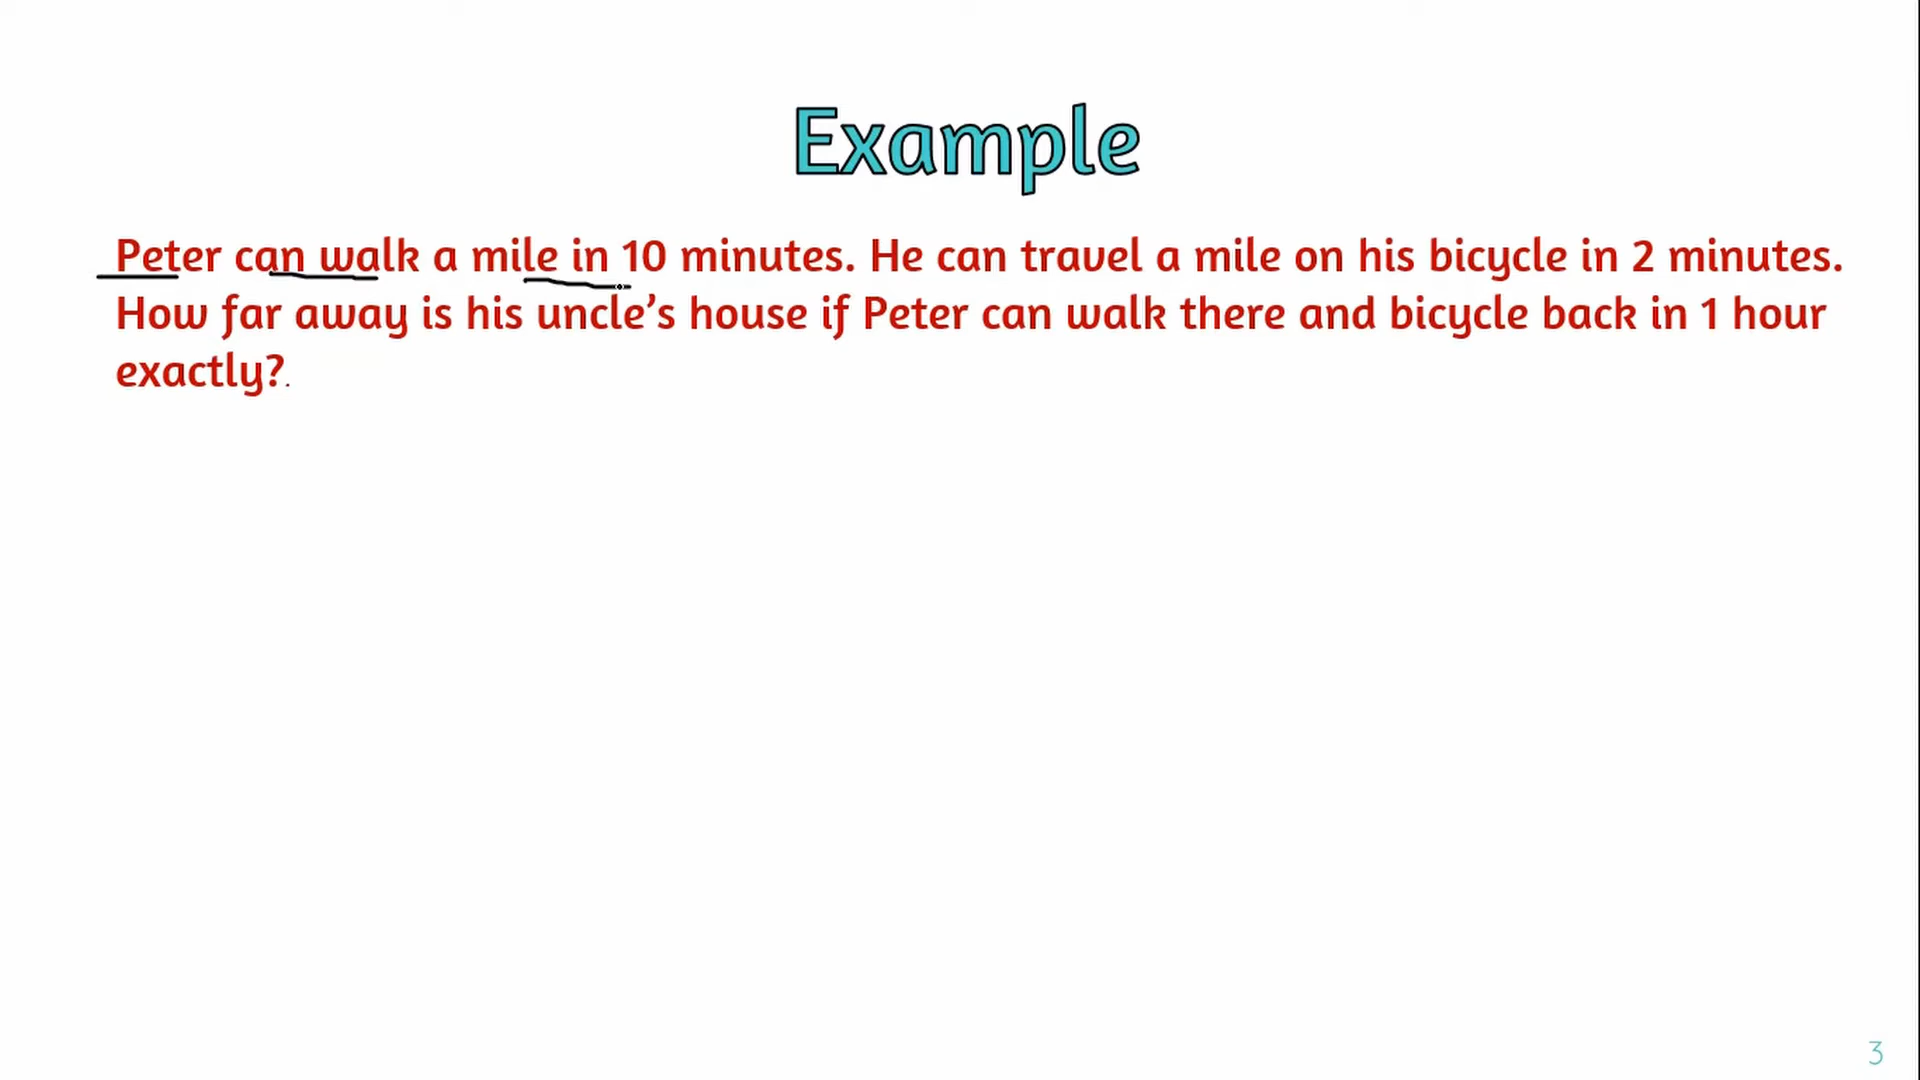 Example
Peter can walk a mile in 10 minutes. He can travel a mile on his bicycle in 2 minutes.
How far away is his uncle’s house if Peter can walk there and bicycle back in 1 hour
exactly?.
3